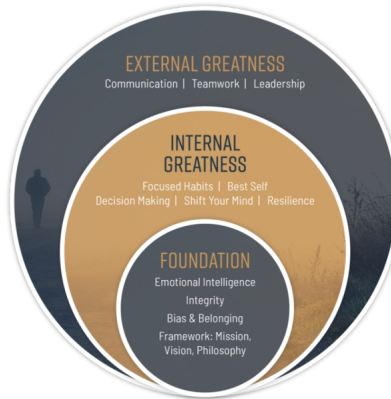 EXTERNAL GREATNESS
Communication | Teamwork | Leadership
INTERNAL
GREATNESS
Focused Habits | Best Self
Decision Making | Shift Your Mind | Resilience
FOUNDATION
Emotional Intelligence
Integrity
Bias & Belonging
Framework: Mission,
Vision, Philosophy